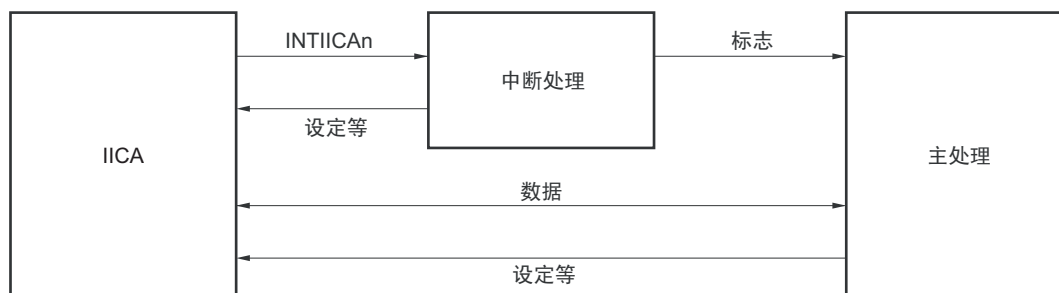 INTIICAn
标志
中断处理
设定等
IICA
主处理
数据
设定等